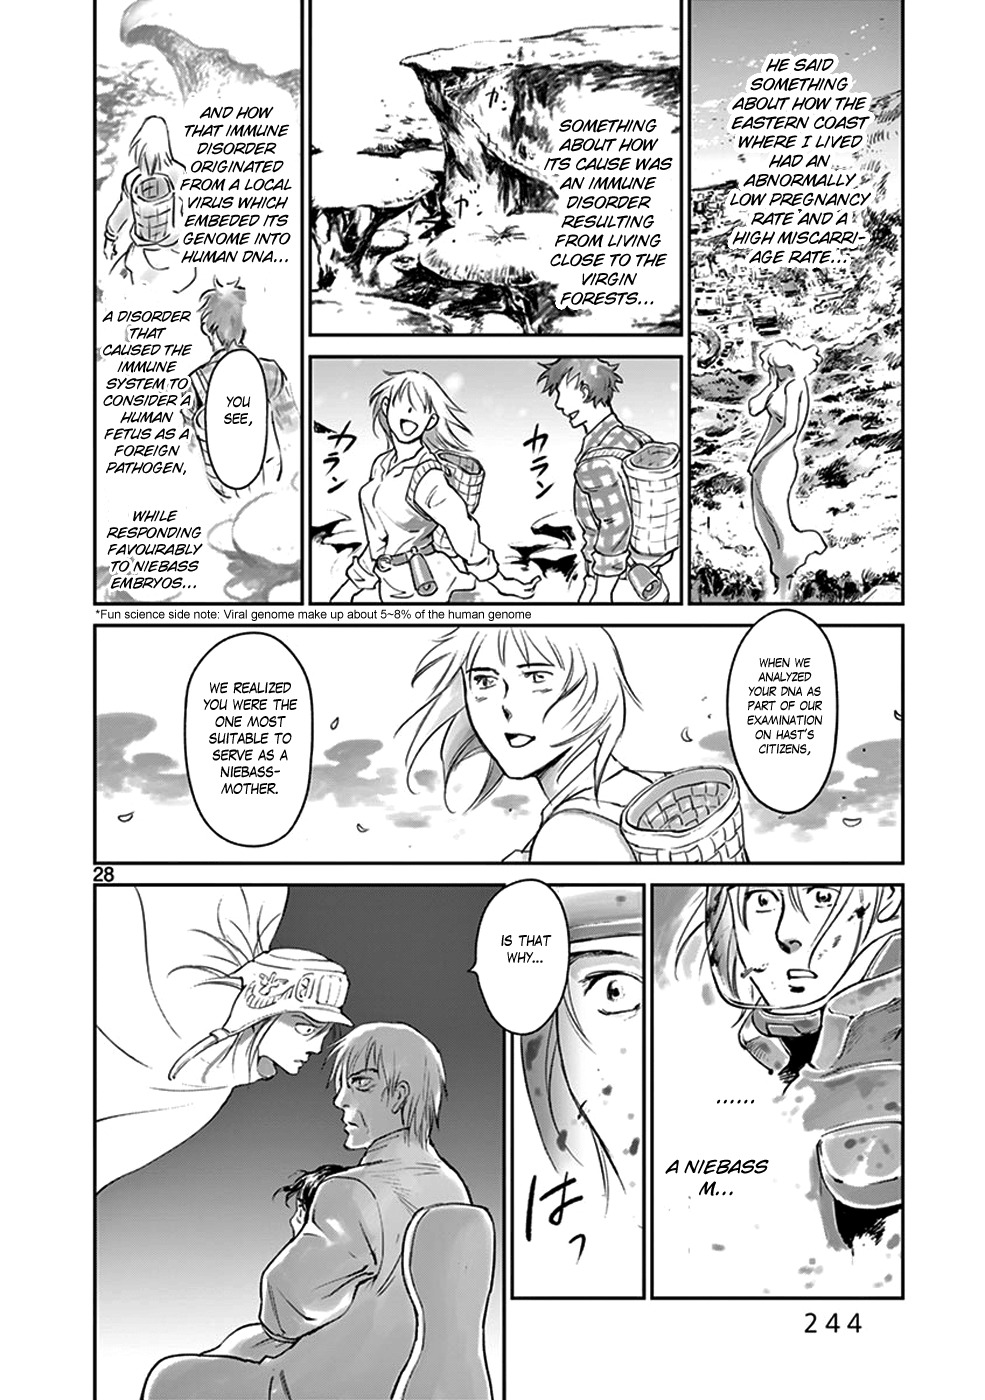 HE SAID
SOMETHING
ABOUT HOW THE
EASTERN COAST
WHERE I LIVED
HAD AN
ABNORMALLY
LOW PREGNANCY
RATE AND A
HIGH MISCARRI-
AGE RATE...
SOMETHING
ABOUT HOW
ITS CAUSE WAS
AN IMMUNE
DISORDER
RESULTING
FROM LIVING
CLOSE TO THE
VIRGIN
FORESTS...
カ
カラン
カラン
AND HOW
THAT IMMUNE
DISORDER
ORIGINATED
FROM A LOCAL
VIRUS WHICH
EMBEDED ITS
GENOME INTO
HUMAN DNA...
A DISORDER
THAT
CAUSED THE
IMMUNE
SYSTEM TO
CONSIDER A
HUMAN
FETUS AS A
FOREIGN
PATHOGEN,
YOU
SEE,
WHILE
RESPONDING
FAVOURABLY
TO NIEBASS
EMBRYOS...
*Fun science side note: Viral genome make up about 5~8% of the human genome
WHEN WE
ANALYZED
YOUR DNA AS
PART OF OUR
EXAMINATION
ON HAST'S
CITIZENS,
WE REALIZED
YOU WERE THE
ONE MOST
SUITABLE TO
SERVE AS A
NIEBASS-
MOTHER.
28
......
A NIEBASS
M...
IS THAT
WHY...
はっ
244